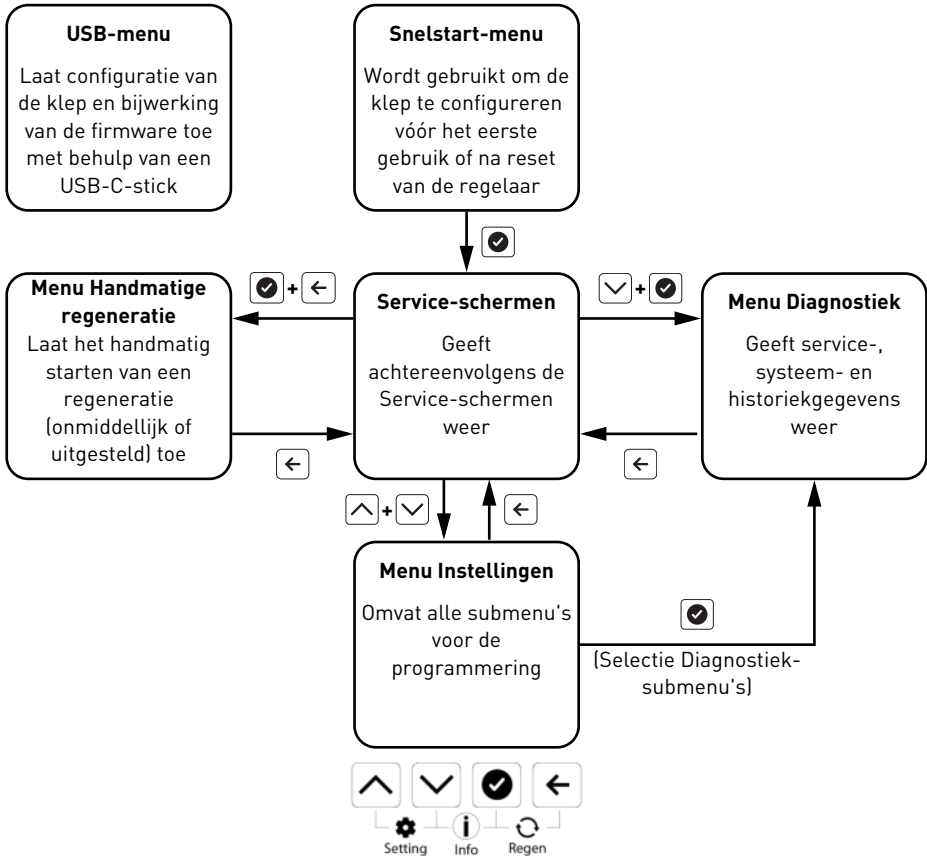 USB-menu
Laat configuratie van
de klep en bijwerking
van de firmware toe
met behulp van een
USB-C-stick
Snelstart-menu
Wordt gebruikt om de
klep te configureren
vóór het eerste
gebruik of na reset
van de regelaar
Menu Handmatige
regeneratie
Laat het handmatig
starten van een
regeneratie
(onmiddellijk of
uitgesteld) toe
+
Service-schermen
Geeft
achtereenvolgens de
Service-schermen
weer
+
Menu Diagnostiek
Geeft service-,
systeem- en
historiekgegevens
weer
+
Menu Instellingen
Omvat alle submenu's
voor de
programmering
(Selectie Diagnostiek-
submenu's)
Setting Info Regen